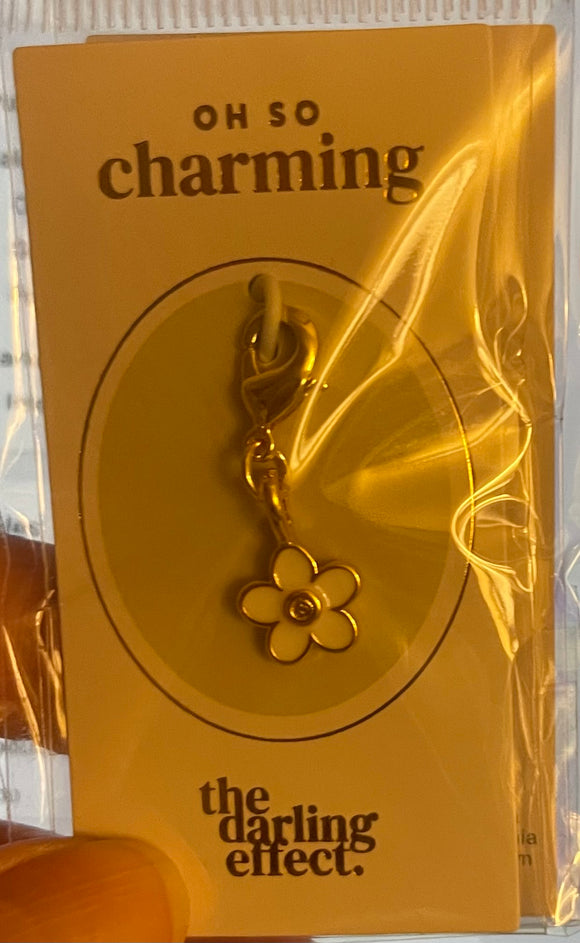 OH SO
charming
the
darling
effect.